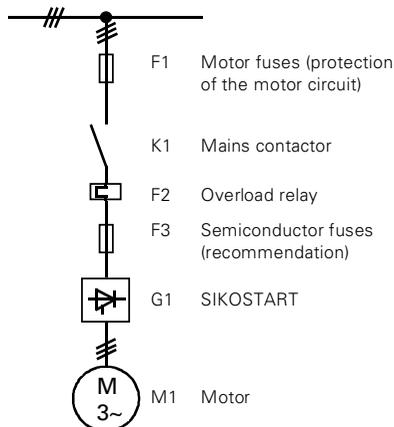 F1 Motor fuses (protection
of the motor circuit)
K1 Mains contactor
F2 Overload relay
F3 Semiconductor fuses
(recommendation)
G1 SIKOSTART
M
3~
M1 Motor